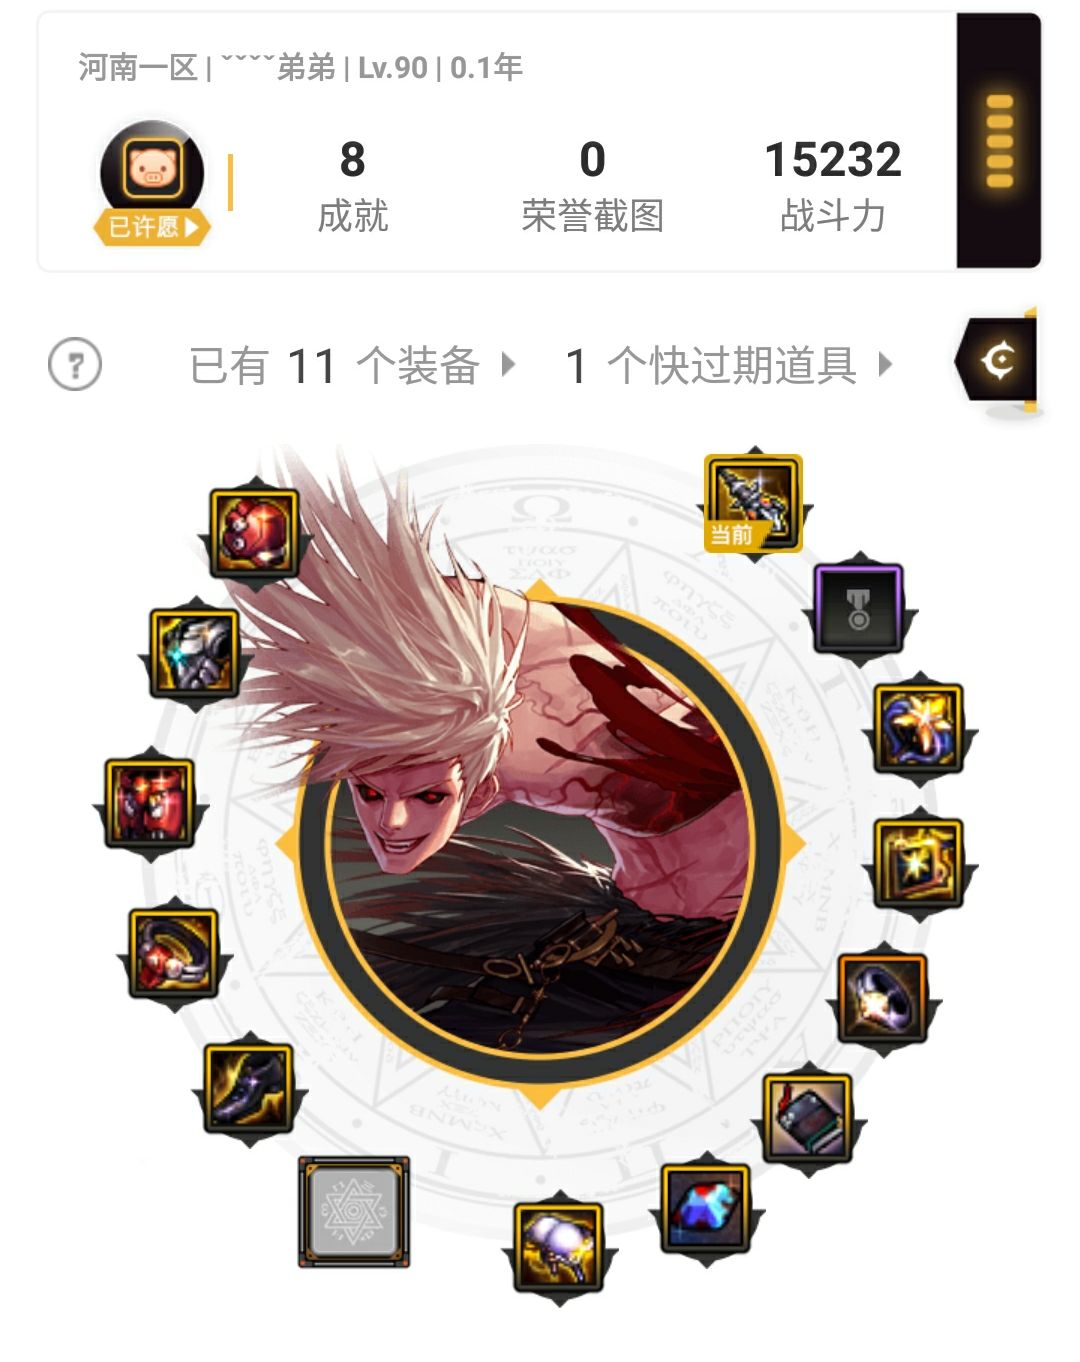 河南一区 | ˇˇˇˇ弟弟 | Lv.90 | 0.1年
8
0
15232
成就
荣誉截图
战斗力
已许愿
?
已有 11 个装备
1 个快过期道具
当前